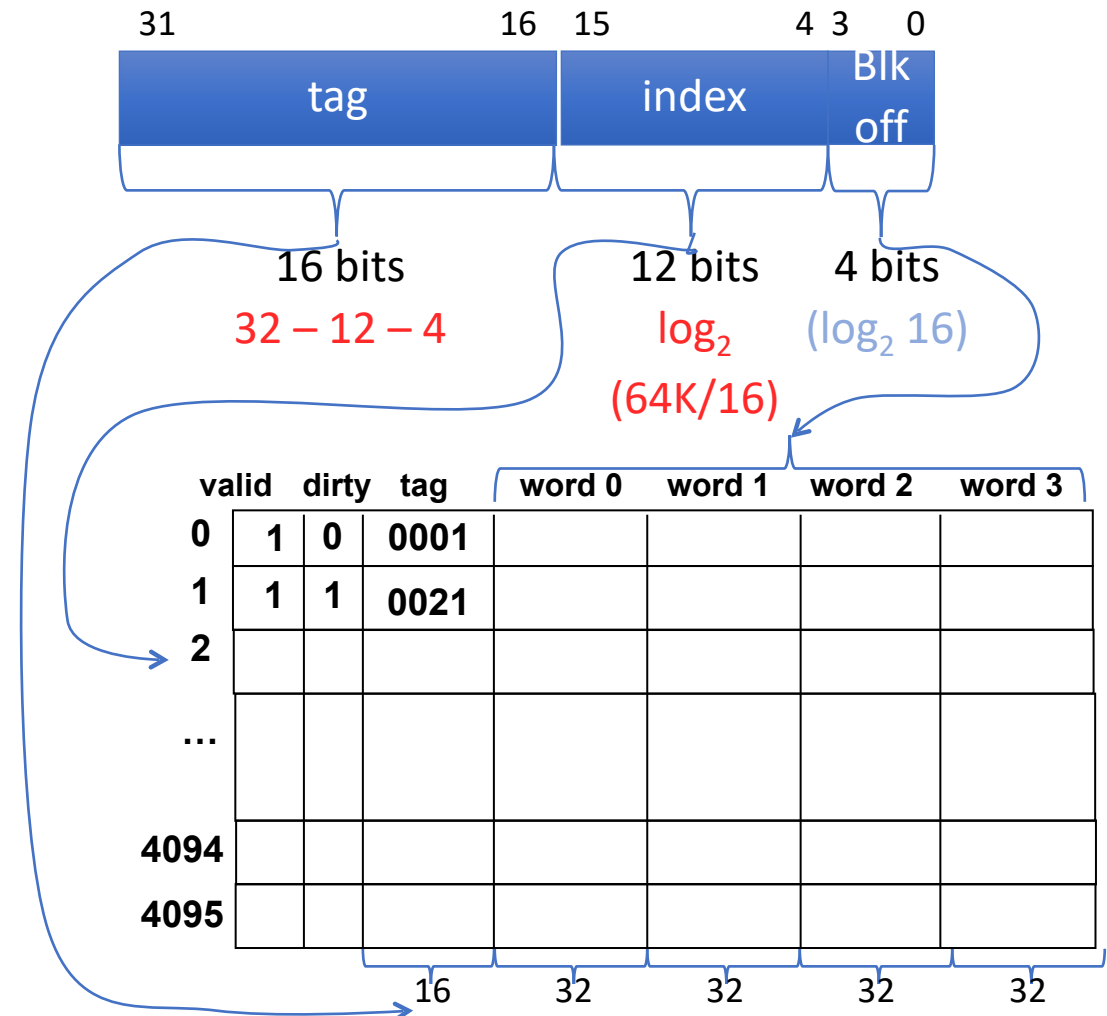 31 16 15 4 3 0
tag index Blk
off
16 bits 12 bits 4 bits
32 – 12 – 4 log2 (log2 16)
(64K/16)
valid dirty tag word 0 word 1 word 2 word 3
0 1 0 0001
1 1 1 0021
2
...
4094
4095
16 32 32 32 32